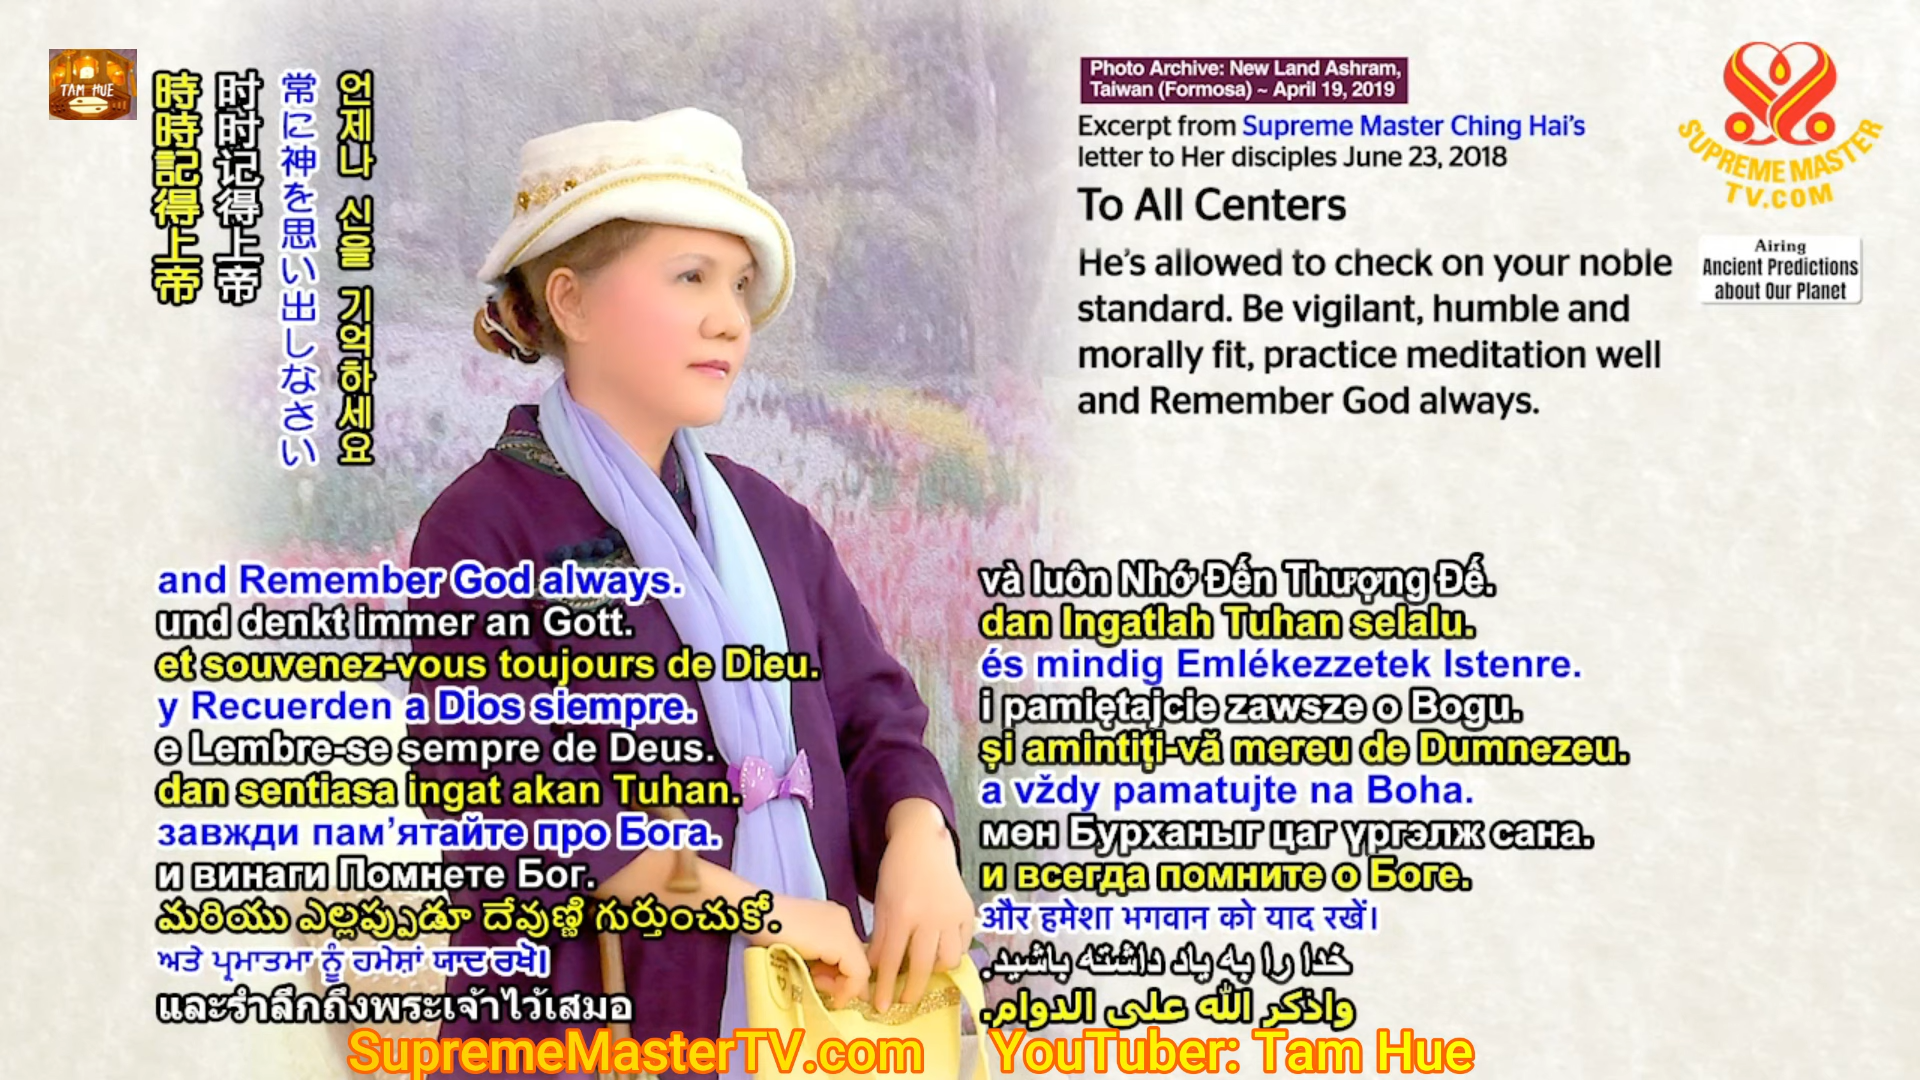 TAM HUE
時時記得上帝
时时记得上帝
常に神を思い出しなさい
언제나 신을 기억하세요
Photo Archive: New Land Ashram,
Taiwan (Formosa) ~ April 19, 2019
Excerpt from Supreme Master Ching Hai's
letter to Her disciples June 23, 2018
To All Centers
He's allowed to check on your noble
standard. Be vigilant, humble and
morally fit, practice meditation well
and Remember God always.
SUPREME MASTER
TV.COM
Airing
Ancient Predictions
about Our Planet
and Remember God always.
und denkt immer an Gott.
et souvenez-vous toujours de Dieu.
y Recuerden a Dios siempre.
e Lembre-se sempre de Deus.
dan sentiasa ingat akan Tuhan.
завжди пам’ятайте про Бога.
и винаги Помнете Бог.
మరియు ఎల్లప్పుడూ దేవుణ్ణి గుర్తుంచుకో.
ਅਤੇ ਪ੍ਰਮਾਤਮਾ ਨੂੰ ਹਮੇਸ਼ਾਂ ਯਾਦ ਰਖੋ।
และรำลึกถึงพระเจ้าไว้เสมอ
và luôn Nhớ Đến Thượng Đế.
dan Ingatlah Tuhan selalu.
és mindig Emlékezzetek Istenre.
i pamiętajcie zawsze o Bogu.
și amintiți-vă mereu de Dumnezeu.
a vždy pamatujte na Boha.
мөн Бурханыг цаг үргэлж сана.
и всегда помните о Боге.
और हमेशा भगवान को याद रखें।
خدا را به یاد داشته باشید.
واذكر الله على الدوام.
SupremeMasterTV.com YouTuber: Tam Hue